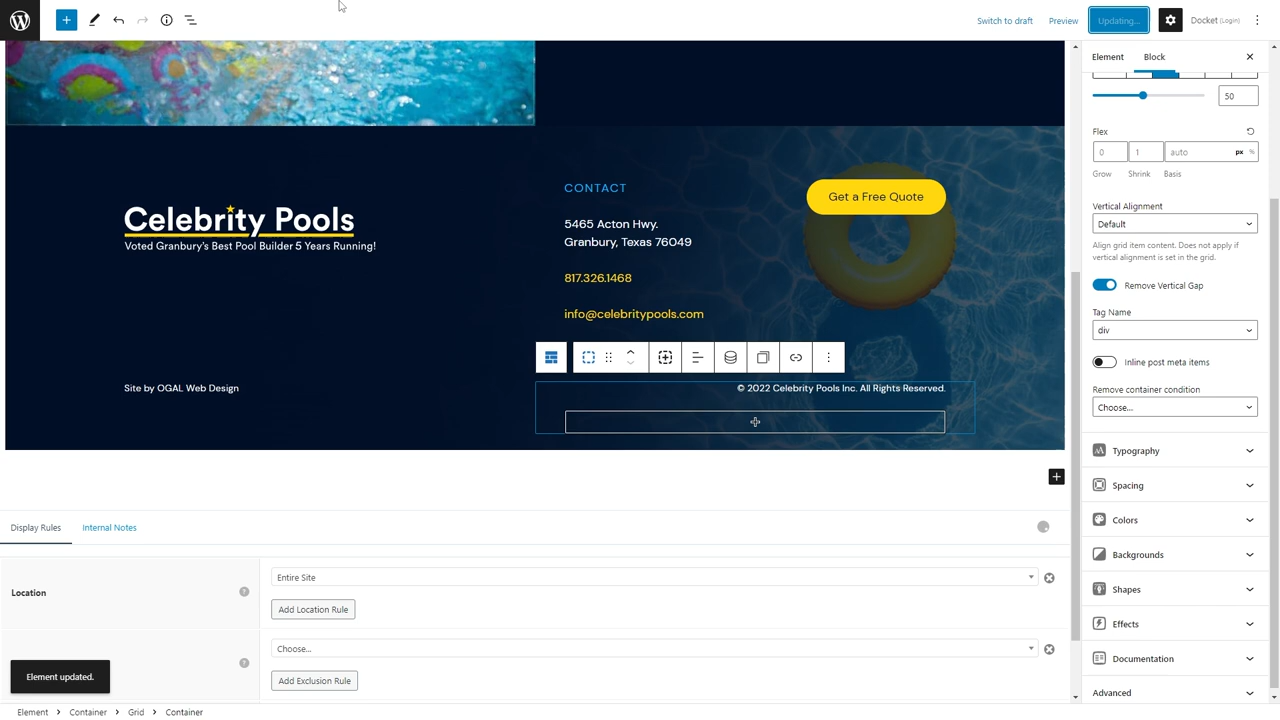 Switch to draft
Preview
Updating...
Docket (Login)
Element
Block
50
Flex
0
1
auto
px
%
Grow
Shrink
Basis
Vertical Alignment
Default
Align grid item content. Does not apply if
vertical alignment is set in the grid.
Remove Vertical Gap
Tag Name
div
Inline post meta items
Remove container condition
Choose...
Typography
Spacing
Colors
Backgrounds
Shapes
Effects
Documentation
Advanced
Celebrity Pools
Voted Granbury's Best Pool Builder 5 Years Running!
CONTACT
5465 Acton Hwy.
Granbury, Texas 76049
817.326.1468
info@celebritypools.com
Get a Free Quote
Site by OGAL Web Design
© 2022 Celebrity Pools Inc. All Rights Reserved.
Display Rules
Internal Notes
Location
Entire Site
Add Location Rule
Choose...
Add Exclusion Rule
Element updated.
Element
Container
Grid
Container